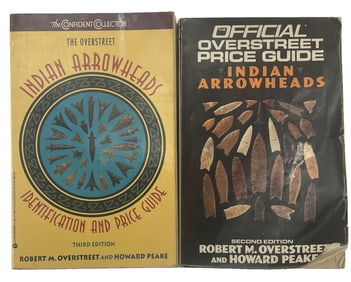 THE CONFIDENT COLLECTOR
THE OVERSTREET
INDIAN ARROWHEADS
IDENTIFICATION AND PRICE GUIDE
THIRD EDITION
ROBERT M. OVERSTREET AND HOWARD PEAKE
OFFICIAL
OVERSTREET
PRICE GUIDE
INDIAN
ARROWHEADS
SECOND EDITION
ROBERT M. OVERSTREET
AND HOWARD PEAKE